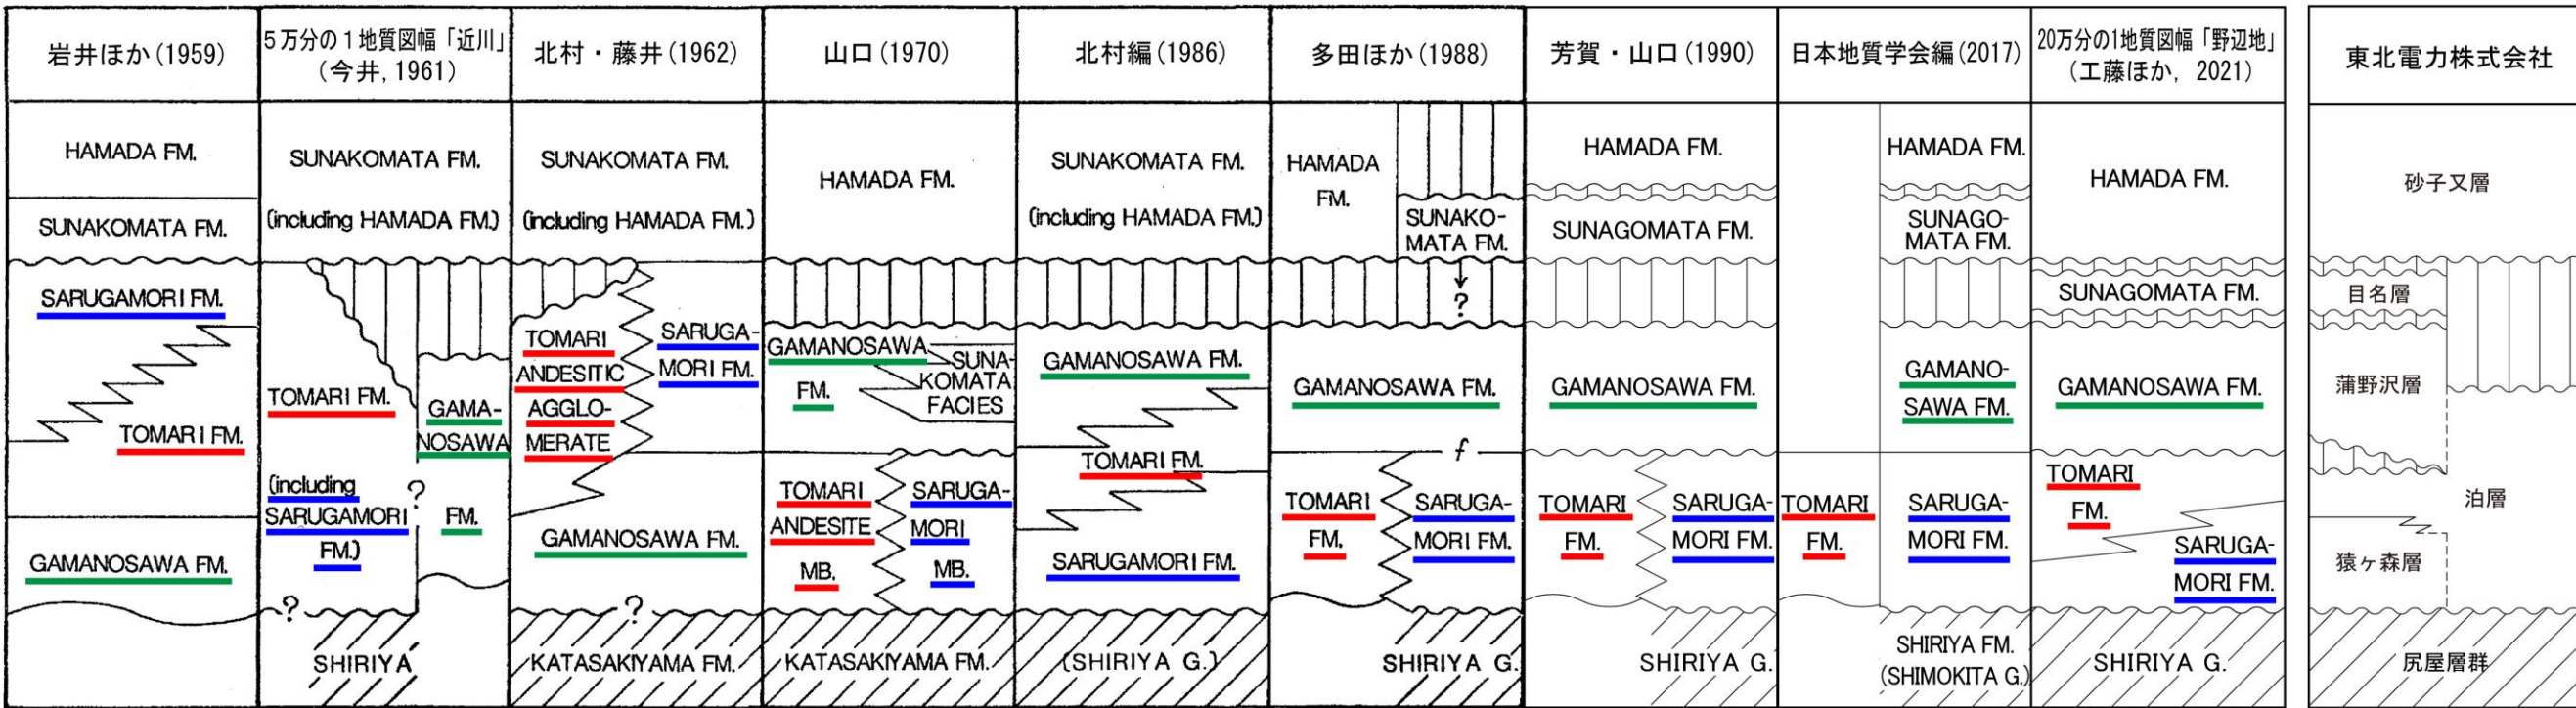 岩井ほか(1959)
5万分の1地質図幅「近川」
(今井, 1961)
北村・藤井(1962)
山口(1970)
北村編(1986)
多田ほか(1988)
芳賀・山口(1990)
日本地質学会編(2017)
20万分の1地質図幅「野辺地」
(工藤ほか, 2021)
東北電力株式会社
HAMADA FM.
SUNAKOMATA FM.
SARUGAMORI FM.
TOMARI FM.
GAMANOSAWA FM.
SUNAKOMATA FM.
(including HAMADA FM.)
TOMARI FM.
(including
SARUGAMORI
FM.)
GAMA-
NOSAWA
?
FM.
?
SHIRIYA
SUNAKOMATA FM.
(including HAMADA FM.)
TOMARI
ANDESITIC
AGGLO-
MERATE
SARUGA-
MORI FM.
GAMANOSAWA FM.
?
KATASAKIYAMA FM.
HAMADA FM.
GAMANOSAWA
FM.
SUNA-
KOMATA
FACIES
TOMARI
ANDESITE
MB.
SARUGA-
MORI
MB.
KATASAKIYAMA FM.
SUNAKOMATA FM.
(including HAMADA FM.)
GAMANOSAWA FM.
TOMARI FM.
SARUGAMORI FM.
(SHIRIYA G.)
HAMADA
FM.
SUNAKO-
MATA FM.
?
GAMANOSAWA FM.
f
TOMARI
FM.
SARUGA-
MORI FM.
SHIRIYA G.
HAMADA FM.
SUNAGOMATA FM.
GAMANOSAWA FM.
TOMARI
FM.
SARUGA-
MORI FM.
SHIRIYA G.
HAMADA FM.
SUNAGO-
MATA FM.
GAMANO-
SAWA FM.
TOMARI
FM.
SARUGA-
MORI FM.
SHIRIYA FM.
(SHIMOKITA G.)
HAMADA FM.
SUNAGOMATA FM.
GAMANOSAWA FM.
TOMARI
FM.
SARUGA-
MORI FM.
SHIRIYA G.
砂子又層
目名層
蒲野沢層
泊層
猿ヶ森層
尻屋層群